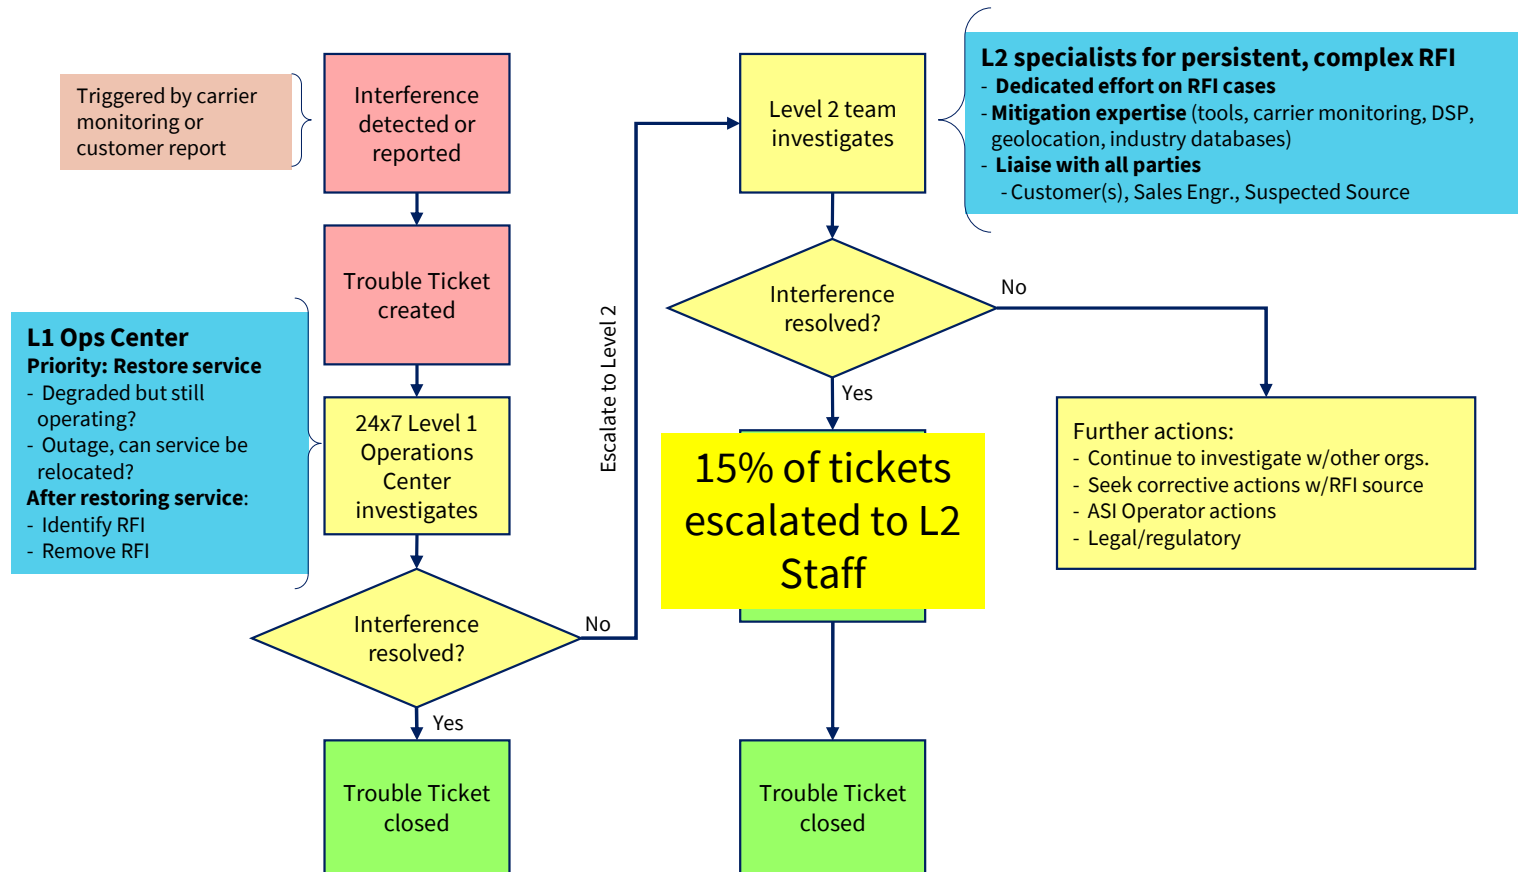 Triggered by carrier
monitoring or
customer report
Interference
detected or
reported
Trouble Ticket
created
L1 Ops Center
Priority: Restore service
- Degraded but still
operating?
- Outage, can service be
relocated?
After restoring service:
- Identify RFI
- Remove RFI
24x7 Level 1
Operations
Center
investigates
Interference
resolved?
No
Yes
Trouble Ticket
closed
Escalate to Level 2
Level 2 team
investigates
L2 specialists for persistent, complex RFI
- Dedicated effort on RFI cases
- Mitigation expertise (tools, carrier monitoring, DSP,
geolocation, industry databases)
- Liaise with all parties
- Customer(s), Sales Engr., Suspected Source
Interference
resolved?
No
Yes
15% of tickets
escalated to L2
Staff
Further actions:
- Continue to investigate w/other orgs.
- Seek corrective actions w/RFI source
- ASI Operator actions
- Legal/regulatory
Trouble Ticket
closed